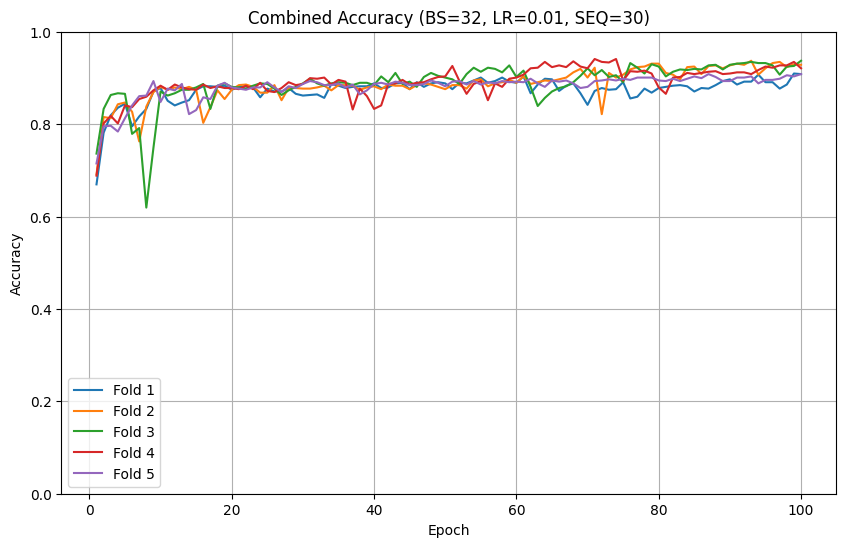 Combined Accuracy (BS=32, LR=0.01, SEQ=30)
1.0
0.8
0.6
0.4
0.2
0.0
Accuracy
Fold 1
Fold 2
Fold 3
Fold 4
Fold 5
0 20 40 60 80 100
Epoch